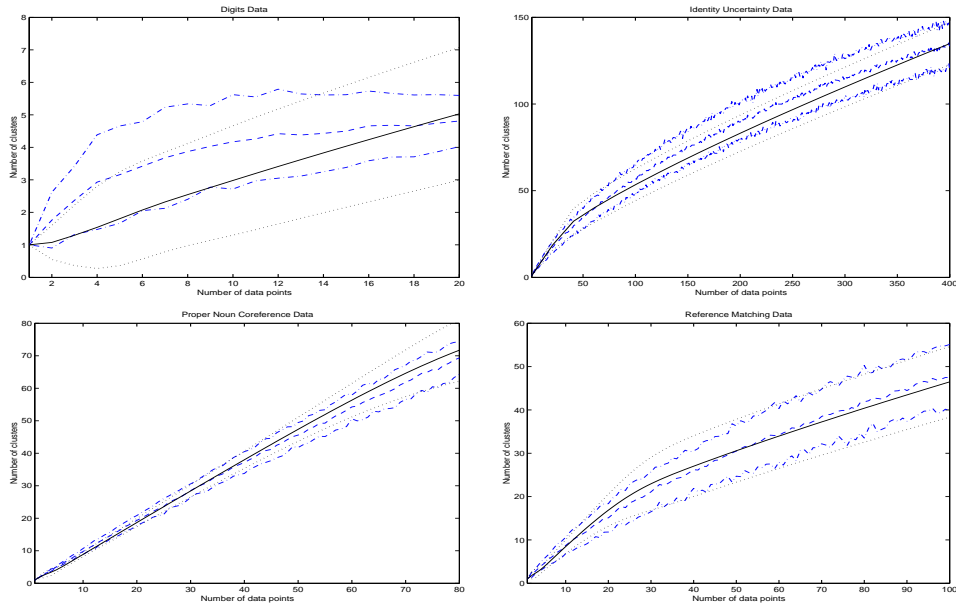 Digits Data
8
7
6
5
4
3
2
1
0
Number of clusters
2 4 6 8 10 12 14 16 18 20
Number of data points
Identity Uncertainty Data
150
100
50
0
Number of clusters
50 100 150 200 250 300 350 400
Number of data points
Proper Noun Coreference Data
80
70
60
50
40
30
20
10
0
Number of clusters
10 20 30 40 50 60 70 80
Number of data points
Reference Matching Data
60
50
40
30
20
10
0
Number of clusters
10 20 30 40 50 60 70 80 90 100
Number of data points